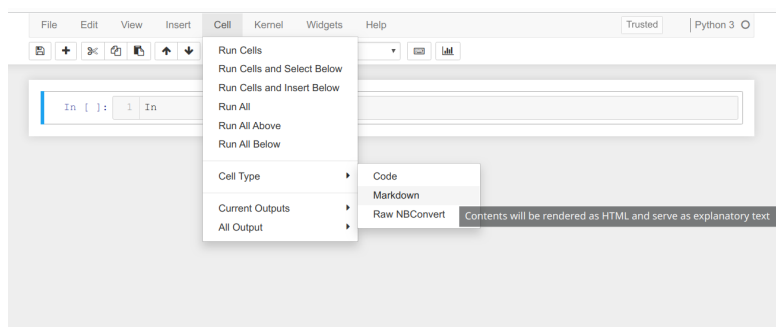 File Edit View Insert Cell Kernel Widgets Help Trusted Python 3
Run Cells
Run Cells and Select Below
Run Cells and Insert Below
In [ ]: 1 In
Run All
Run All Above
Run All Below
Cell Type
Code
Markdown
Current Outputs
Raw NBConvert
Contents will be rendered as HTML and serve as explanatory text
All Output